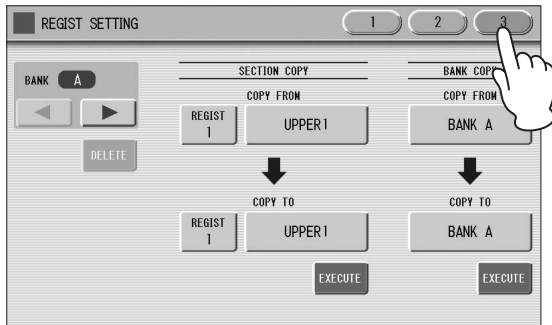 REGIST SETTING
1
2
3
BANK A
DELETE
SECTION COPY
COPY FROM
REGIST
1
UPPER1
COPY TO
REGIST
1
UPPER1
EXECUTE
BANK COPY
COPY FROM
BANK A
COPY TO
BANK A
EXECUTE